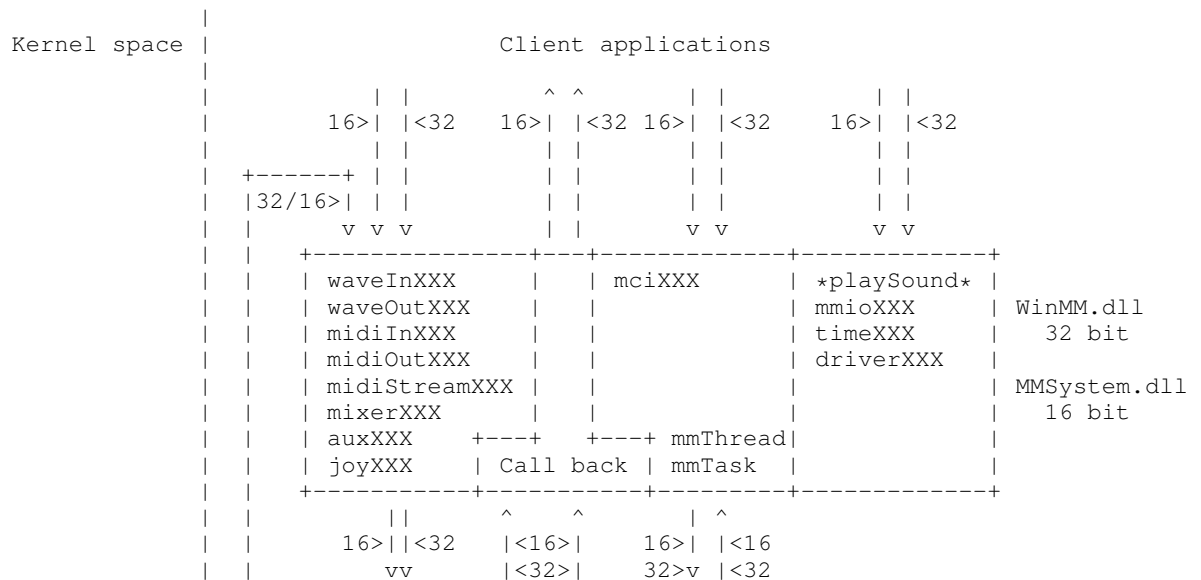 |
Kernel space |                    Client applications
            |
            |           | |         ^ ^       | |          | |
            |        16>| |<32   16>| |<32 16>| |<32    16>| |<32
            |           | |         | |       | |          | |
            |  +------+ | |         | |       | |          | |
            |  |32/16>| | |         | |       | |          | |
            |  |      v v v         | |       v v          v v
            |  |   +---------------+---+-------------+-------------+
            |  |   | waveInXXX     |   | mciXXX      | *playSound* |
            |  |   | waveOutXXX    |   |             | mmioXXX     | WinMM.dll
            |  |   | midiInXXX     |   |             | timeXXX     |   32 bit
            |  |   | midiOutXXX    |   |             | driverXXX   |
            |  |   | midiStreamXXX |   |             |             | MMSystem.dll
            |  |   | mixerXXX      |   |             |             |   16 bit
            |  |   | auxXXX    +---+   +---+ mmThread|             |
            |  |   | joyXXX    | Call back | mmTask  |             |
            |  |   +-----------+-----------+---------+-------------+
            |  |         ||      ^    ^       | ^
            |  |      16>||<32   |<16>|    16>| |<16
            |  |         vv      |<32>|    32>v |<32